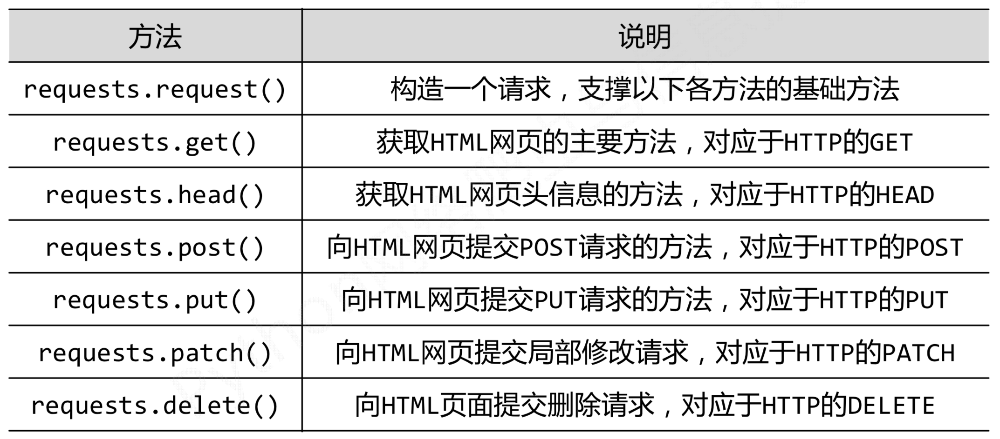 方法 说明
requests.request() 构造一个请求，支撑以下各方法的基础方法
requests.get() 获取HTML网页的主要方法，对应于HTTP的GET
requests.head() 获取HTML网页头信息的方法，对应于HTTP的HEAD
requests.post() 向HTML网页提交POST请求的方法，对应于HTTP的POST
requests.put() 向HTML网页提交PUT请求的方法，对应于HTTP的PUT
requests.patch() 向HTML网页提交局部修改请求，对应于HTTP的PATCH
requests.delete() 向HTML页面提交删除请求，对应于HTTP的DELETE